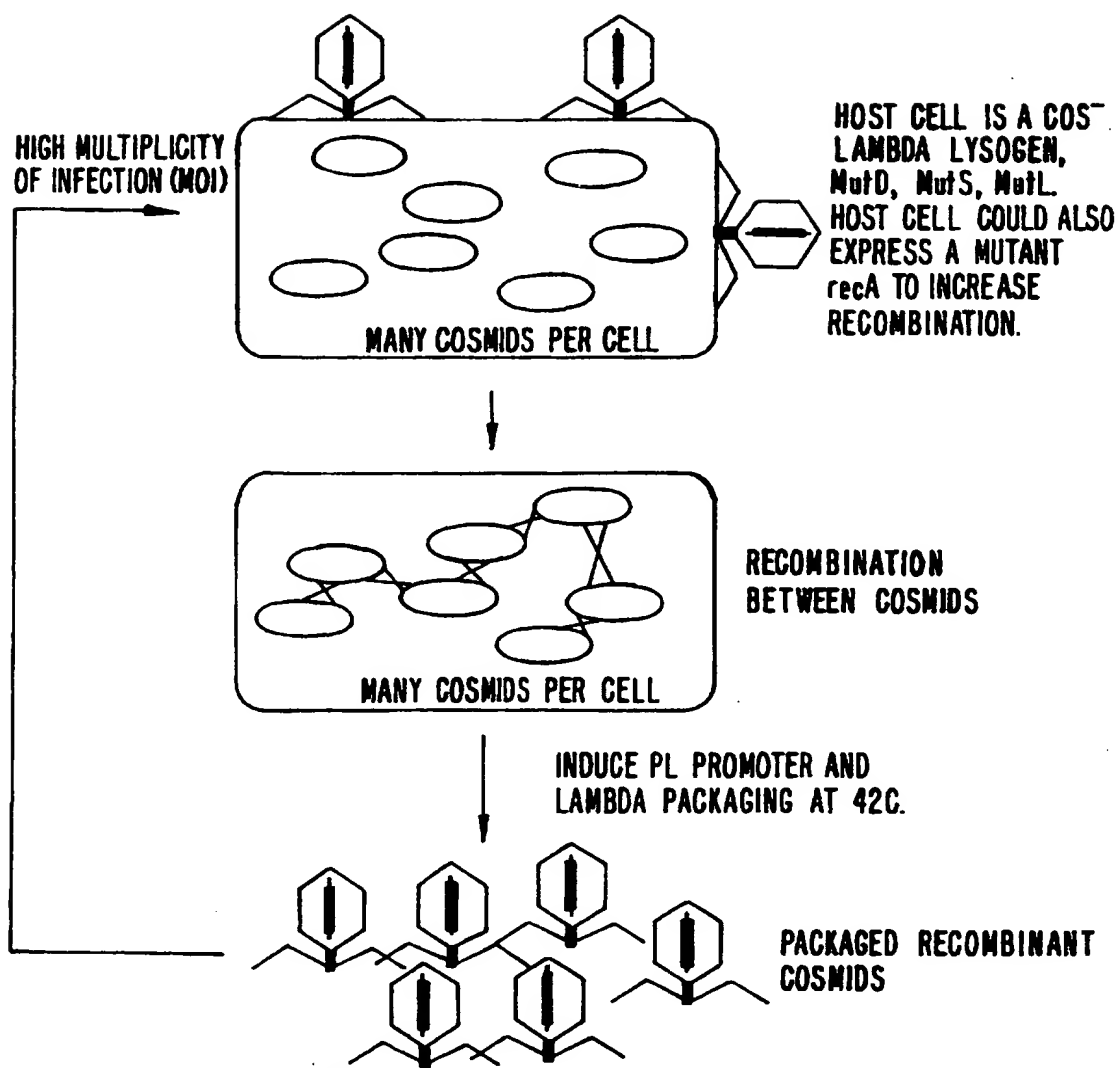 HIGH MULTIPLICITY
OF INFECTION (MOI)
HOST CELL IS A COS⁻
LAMBDA LYSOGEN,
MutD, MutS, MutL.
HOST CELL COULD ALSO
EXPRESS A MUTANT
recA TO INCREASE
RECOMBINATION.
MANY COSMIDS PER CELL
RECOMBINATION
BETWEEN COSMIDS
MANY COSMIDS PER CELL
INDUCE PL PROMOTER AND
LAMBDA PACKAGING AT 42C.
PACKAGED RECOMBINANT
COSMIDS